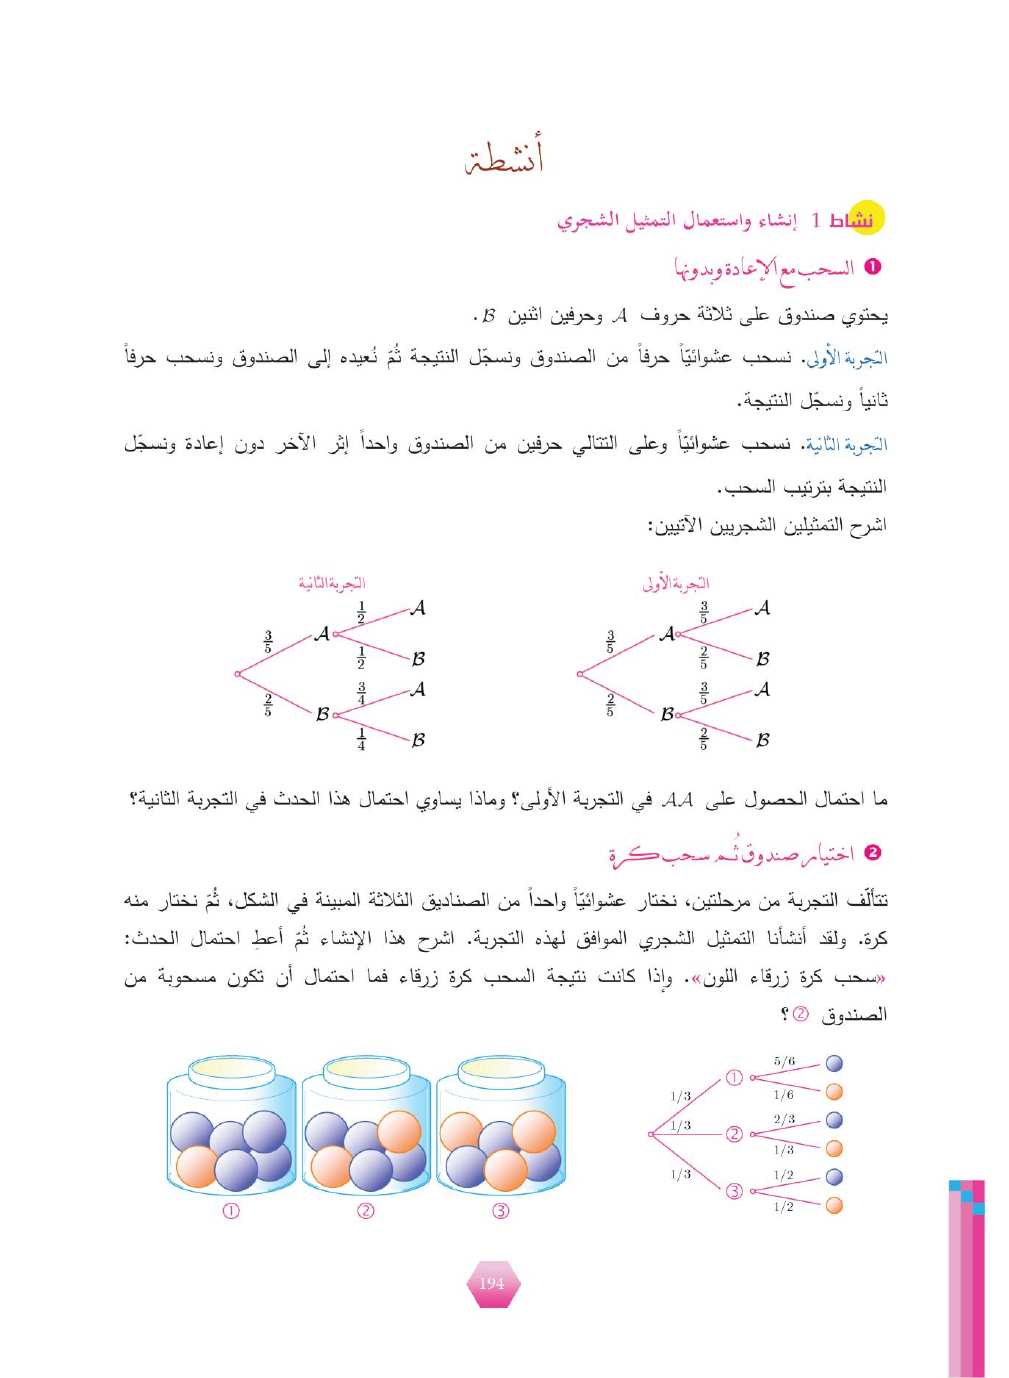 أنشطة
نشاط 1 إنشاء واستعمال التمثيل الشجري
❶ السحب مع الإعادة وبدونها
يحتوي صندوق على ثلاثة حروف A وحرفين اثنين B.
التجربة الأولى. نسحب عشوائيّاً حرفاً من الصندوق ونسجّل النتيجة ثُمّ نُعيده إلى الصندوق ونسحب حرفاً
ثانياً ونسجّل النتيجة.
التجربة الثانية. نسحب عشوائيّاً وعلى التتالي حرفين من الصندوق واحداً إثر الآخر دون إعادة ونسجّل
النتيجة بترتيب السحب.
اشرح التمثيلين الشجريين الآتيين:
التجربة الأولى
3/5 A 3/5 A
2/5 B
2/5 B 3/5 A
2/5 B
التجربة الثانية
3/5 A 1/2 A
1/2 B
2/5 B 3/4 A
1/4 B
ما احتمال الحصول على AA في التجربة الأولى؟ وماذا يساوي احتمال هذا الحدث في التجربة الثانية؟
❷ اختيار صندوق ثُم سحب كرة
تتألّف التجربة من مرحلتين، نختار عشوائيّاً واحداً من الصناديق الثلاثة المبينة في الشكل، ثُمّ نختار منه
كرة. ولقد أنشأنا التمثيل الشجري الموافق لهذه التجربة. اشرح هذا الإنشاء ثُمّ أعطِ احتمال الحدث:
«سحب كرة زرقاء اللون». وإذا كانت نتيجة السحب كرة زرقاء فما احتمال أن تكون مسحوبة من
الصندوق ②؟
1/3 ① 5/6
1/6
1/3 ② 2/3
1/3
1/3 ③ 1/2
1/2
① ② ③
194